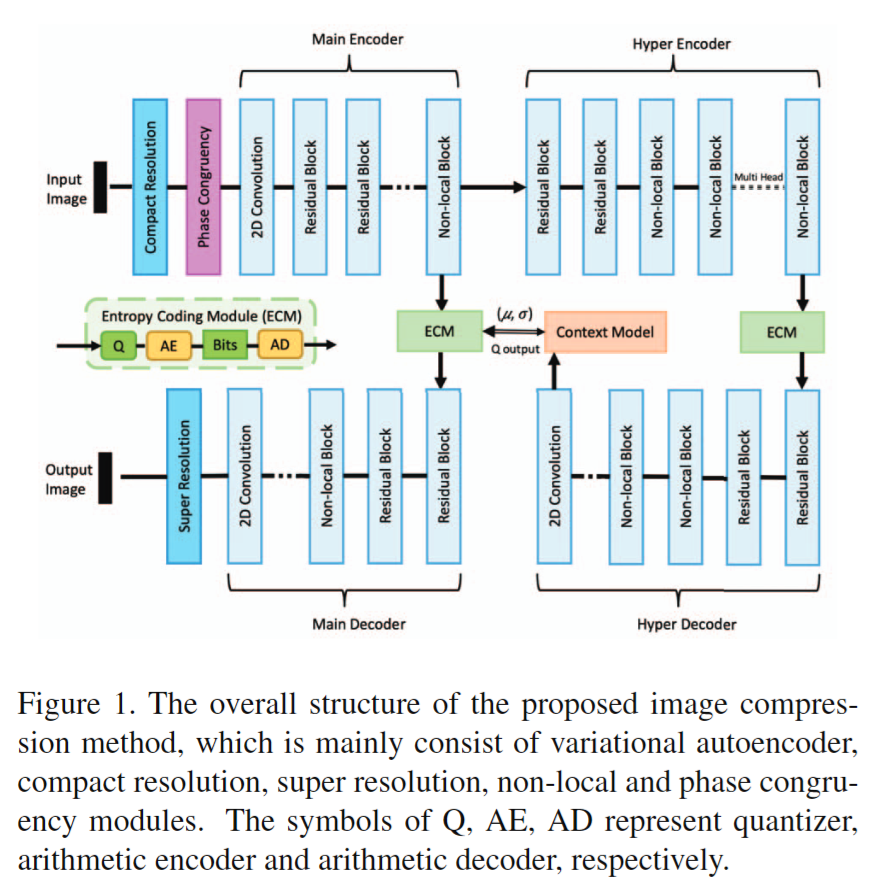 Main Encoder
Hyper Encoder
Input
Image
Compact Resolution
Phase Congruency
2D Convolution
Residual Block
Residual Block
Non-local Block
Residual Block
Residual Block
Non-local Block
Non-local Block
Multi Head
Non-local Block
Entropy Coding Module (ECM)
Q
AE
Bits
AD
ECM
(μ, σ)
Q output
Context Model
ECM
Output
Image
Super Resolution
2D Convolution
Non-local Block
Residual Block
Residual Block
2D Convolution
Non-local Block
Non-local Block
Residual Block
Residual Block
Main Decoder
Hyper Decoder
Figure 1. The overall structure of the proposed image compres-
sion method, which is mainly consist of variational autoencoder,
compact resolution, super resolution, non-local and phase congru-
ency modules. The symbols of Q, AE, AD represent quantizer,
arithmetic encoder and arithmetic decoder, respectively.